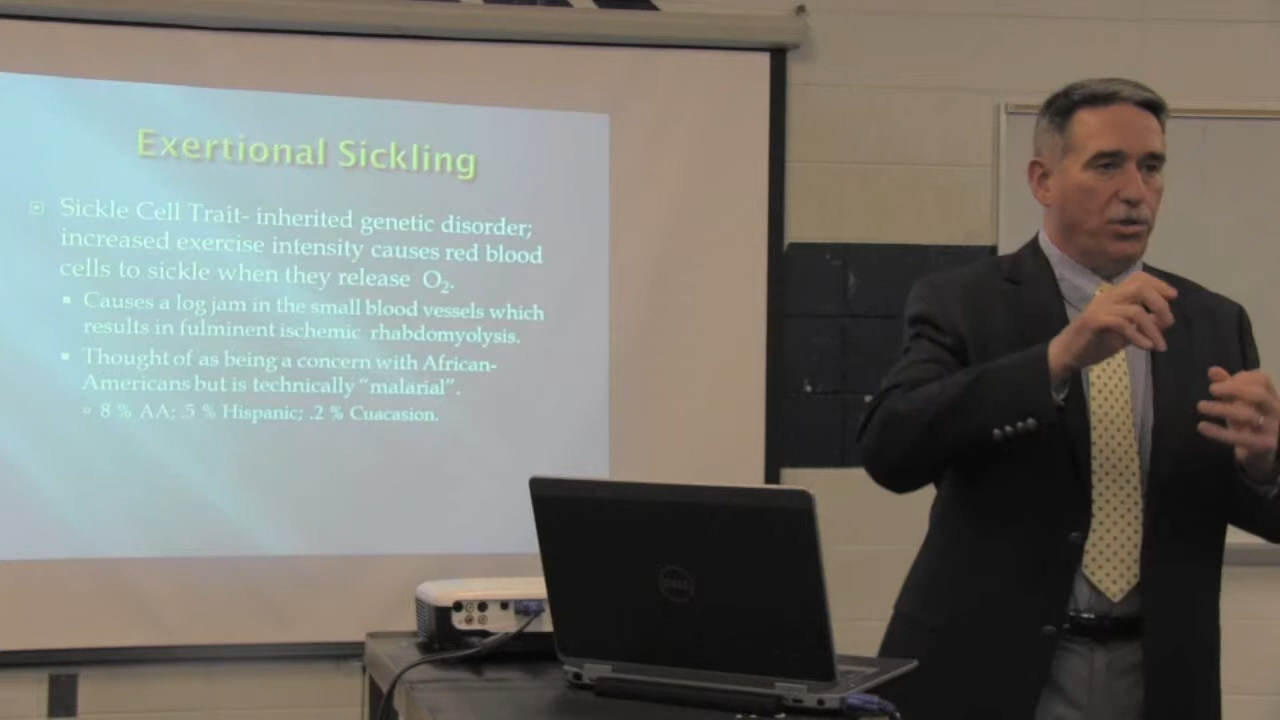 Exertional Sickling
Sickle Cell Trait- inherited genetic disorder;
increased exercise intensity causes red blood
cells to sickle when they release O₂.
Causes a log jam in the small blood vessels which
results in fulminent ischemic rhabdomyolysis.
Thought of as being a concern with African-
Americans but is technically “malarial”.
8 % AA; .5 % Hispanic; .2 % Cuacasion.
DELL